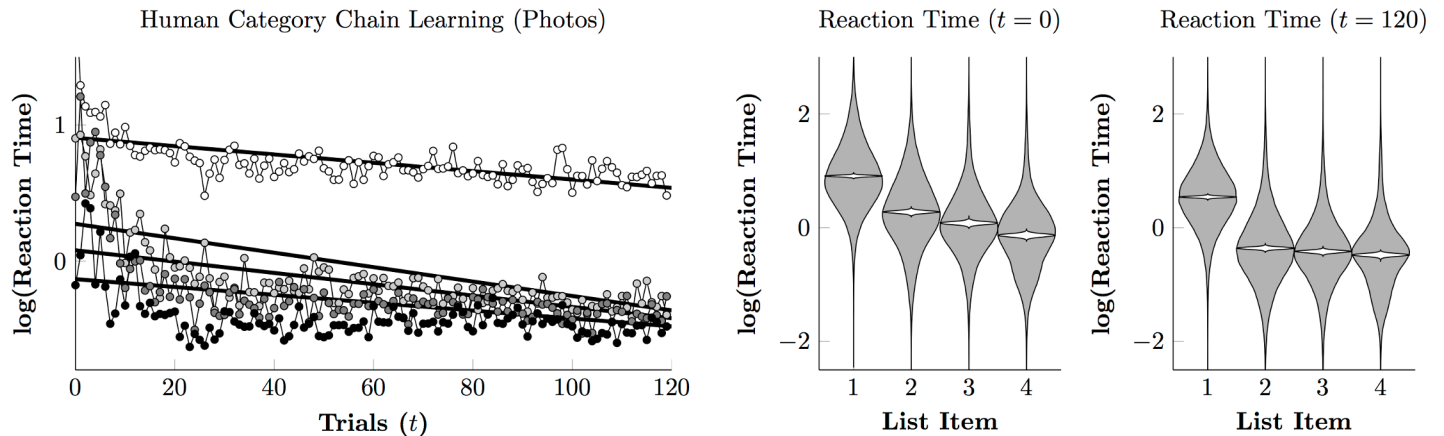 Human Category Chain Learning (Photos)
log(Reaction Time)
1
0
0 20 40 60 80 100 120
Trials (t)
Reaction Time (t = 0)
log(Reaction Time)
2
0
−2
1 2 3 4
List Item
Reaction Time (t = 120)
log(Reaction Time)
2
0
−2
1 2 3 4
List Item